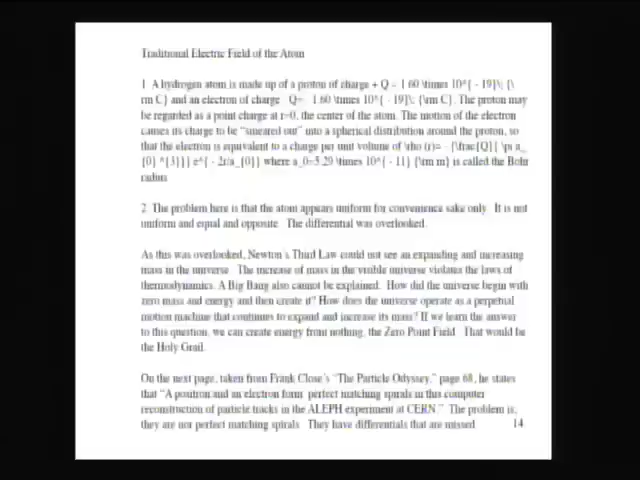 Traditional Electric Field of the Atom
1 A hydrogen atom is made up of a proton of charge + Q = 1.60 \times 10^{ - 19}\; {\
rm C} and an electron of charge Q= 1.60 \times 10^{ - 19}\; {\rm C}. The proton may
be regarded as a point charge at r=0, the center of the atom. The motion of the electron
causes its charge to be "smeared out" into a spherical distribution around the proton, so
that the electron is equivalent to a charge per unit volume of \rho (r)= - {\frac{Q}{ \pi a_
{0} ^{3}}} e^{ - 2r/a_{0}} where a_0=5.29 \times 10^{ - 11} {\rm m} is called the Bohr
radius
2 The problem here is that the atom appears uniform for convenience sake only It is not
uniform and equal and opposite The differential was overlooked.
As this was overlooked, Newton's Third Law could not see an expanding and increasing
mass in the universe The increase of mass in the visible universe violates the laws of
thermodynamics. A Big Bang also cannot be explained. How did the universe begin with
zero mass and energy and then create it? How does the universe operate as a perpetual
motion machine that continues to expand and increase its mass? If we learn the answer
to this question, we can create energy from nothing, the Zero Point Field That would be
the Holy Grail.
On the next page, taken from Frank Close's "The Particle Odyssey," page 68, he states
that "A positron and an electron form perfect matching spirals in this computer
reconstruction of particle tracks in the ALEPH experiment at CERN." The problem is,
they are not perfect matching spirals They have differentials that are missed
14